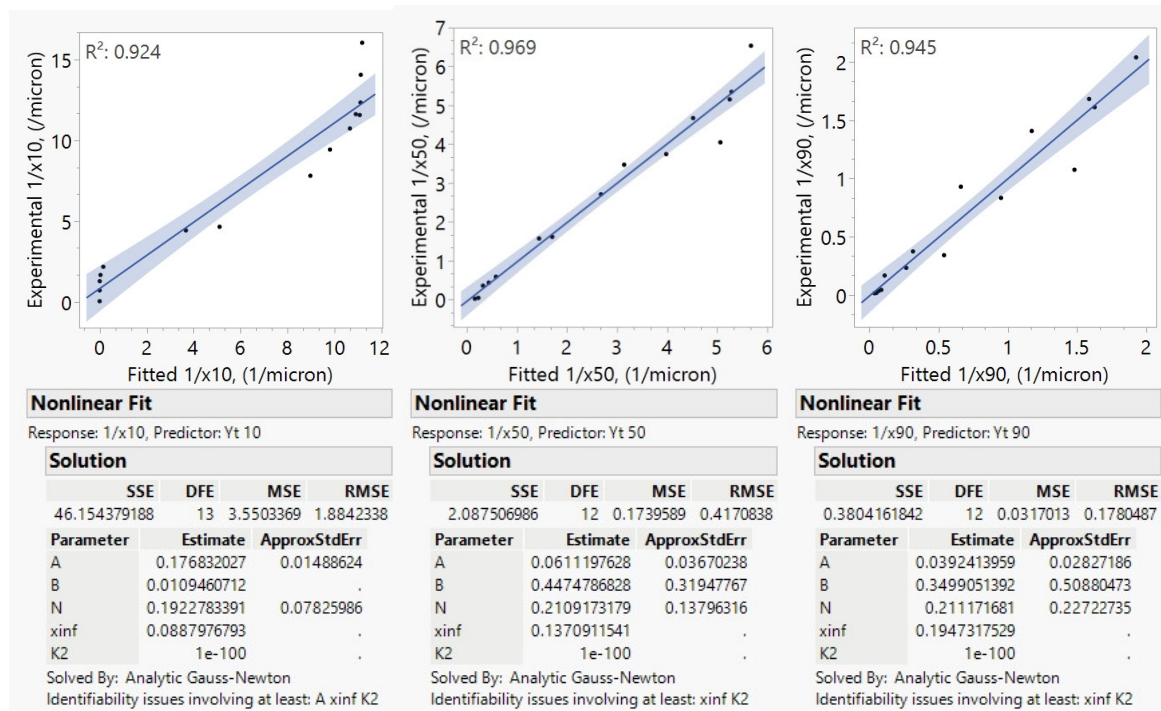 R²: 0.924
15
10
5
0
Experimental 1/x10, (/micron)
0 2 4 6 8 10 12
Fitted 1/x10, (1/micron)
Nonlinear Fit
Response: 1/x10, Predictor: Yt 10
Solution
SSE DFE MSE RMSE
46.154379188 13 3.5503369 1.8842338
Parameter Estimate ApproxStdErr
A 0.176832027 0.01488624
B 0.0109460712 .
N 0.1922783391 0.07825986
xinf 0.0887976793 .
K2 1e-100 .
Solved By: Analytic Gauss-Newton
Identifiability issues involving at least: A xinf K2
R²: 0.969
7
6
5
4
3
2
1
0
Experimental 1/x50, (/micron)
0 1 2 3 4 5 6
Fitted 1/x50, (1/micron)
Nonlinear Fit
Response: 1/x50, Predictor: Yt 50
Solution
SSE DFE MSE RMSE
2.087506986 12 0.1739589 0.4170838
Parameter Estimate ApproxStdErr
A 0.0611197628 0.03670238
B 0.4474786828 0.31947767
N 0.2109173179 0.13796316
xinf 0.1370911541 .
K2 1e-100 .
Solved By: Analytic Gauss-Newton
Identifiability issues involving at least: xinf K2
R²: 0.945
2
1.5
1
0.5
0
Experimental 1/x90, (/micron)
0 0.5 1 1.5 2
Fitted 1/x90, (1/micron)
Nonlinear Fit
Response: 1/x90, Predictor: Yt 90
Solution
SSE DFE MSE RMSE
0.3804161842 12 0.0317013 0.1780487
Parameter Estimate ApproxStdErr
A 0.0392413959 0.02827186
B 0.3499051392 0.50880473
N 0.211171681 0.22722735
xinf 0.1947317529 .
K2 1e-100 .
Solved By: Analytic Gauss-Newton
Identifiability issues involving at least: xinf K2